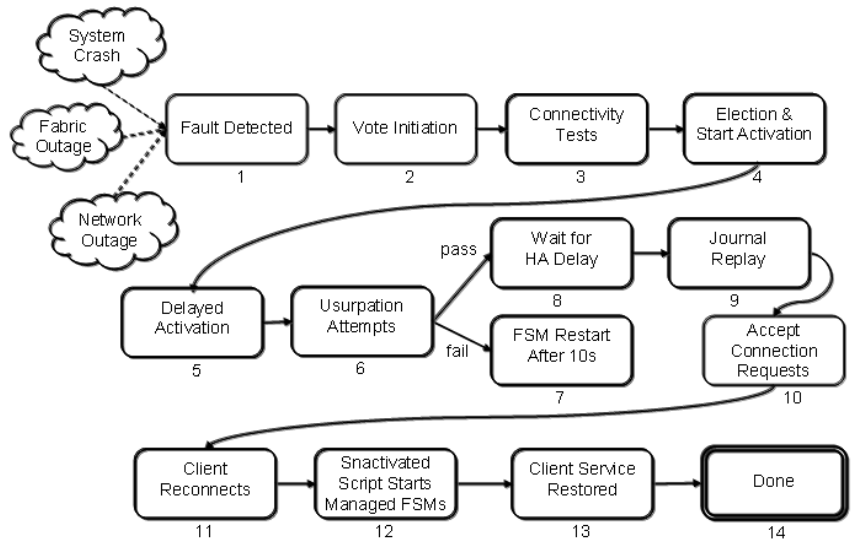 System
Crash
Fabric
Outage
Network
Outage
Fault Detected
1
Vote Initiation
2
Connectivity
Tests
3
Election &
Start Activation
4
Delayed
Activation
5
Usurpation
Attempts
6
pass
fail
Wait for
HA Delay
8
Journal
Replay
9
FSM Restart
After 10s
7
Accept
Connection
Requests
10
Client
Reconnects
11
Snactivated
Script Starts
Managed FSMs
12
Client Service
Restored
13
Done
14